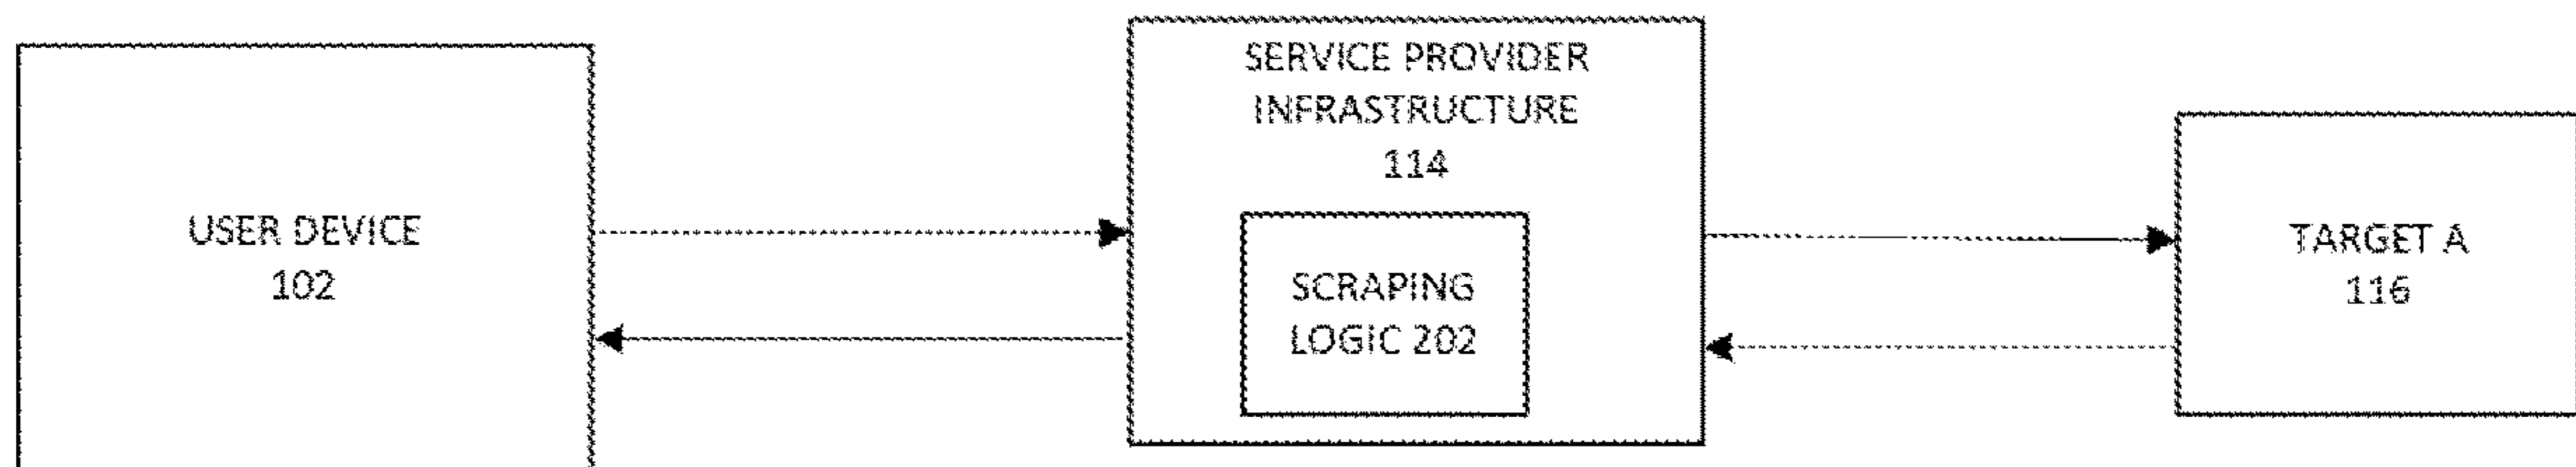 USER DEVICE
102
SERVICE PROVIDER
INFRASTRUCTURE
114
SCRAPING
LOGIC 202
TARGET A
116